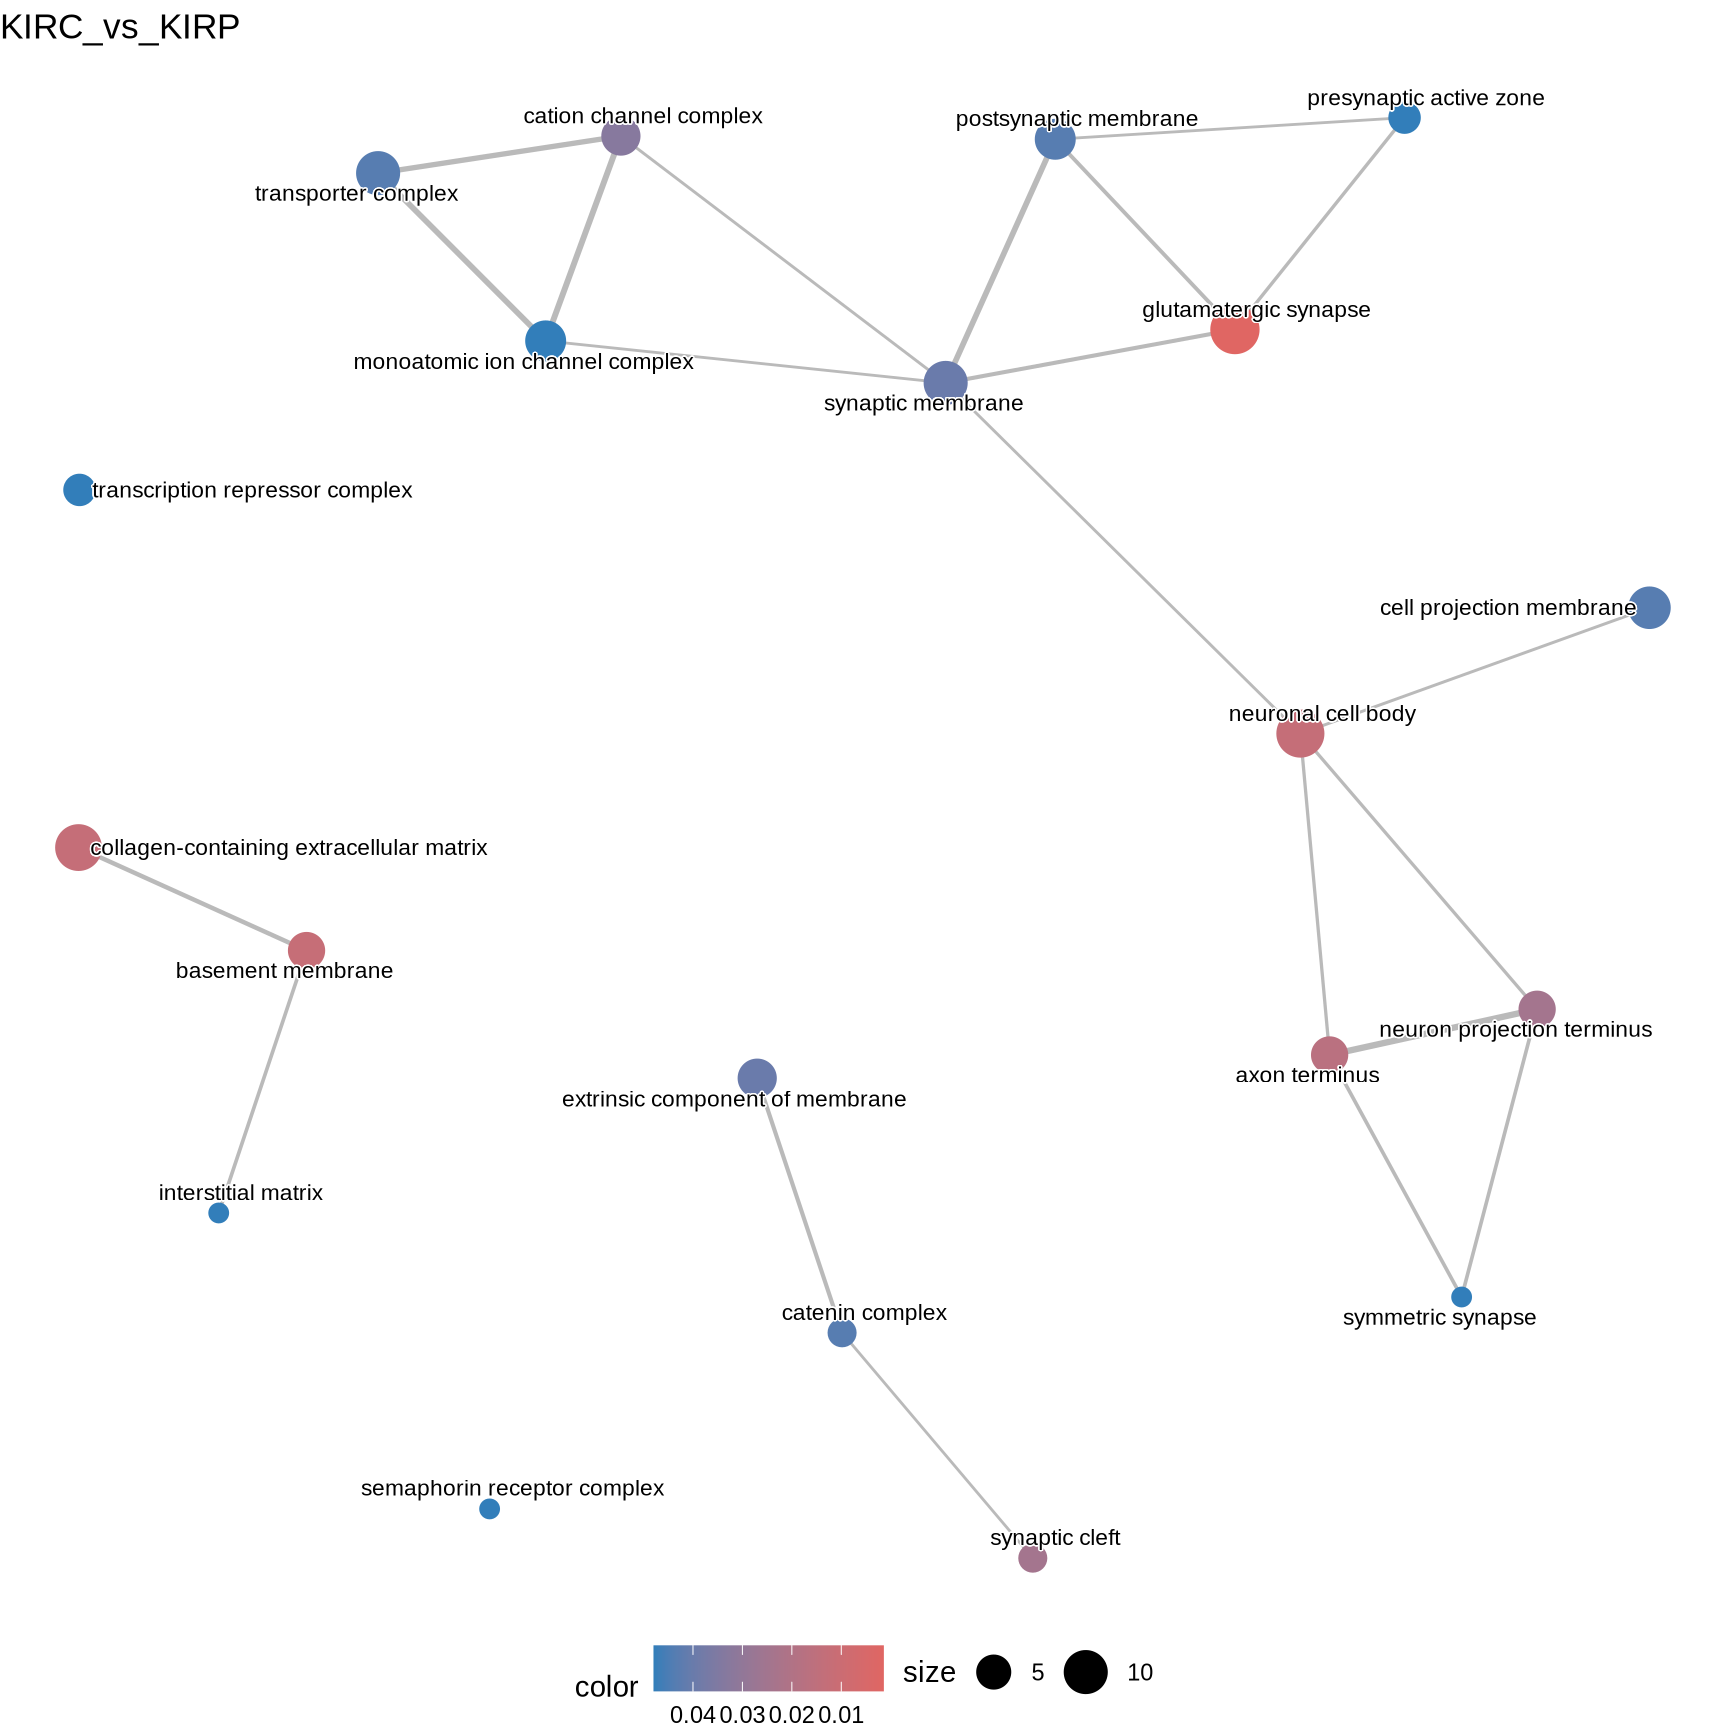 KIRC_vs_KIRP
presynaptic active zone
cation channel complex
postsynaptic membrane
transporter complex
glutamatergic synapse
monoatomic ion channel complex
synaptic membrane
transcription repressor complex
cell projection membrane
neuronal cell body
collagen-containing extracellular matrix
basement membrane
neuron projection terminus
axon terminus
extrinsic component of membrane
interstitial matrix
catenin complex
symmetric synapse
semaphorin receptor complex
synaptic cleft
color
0.04 0.03 0.02 0.01
size 5 10